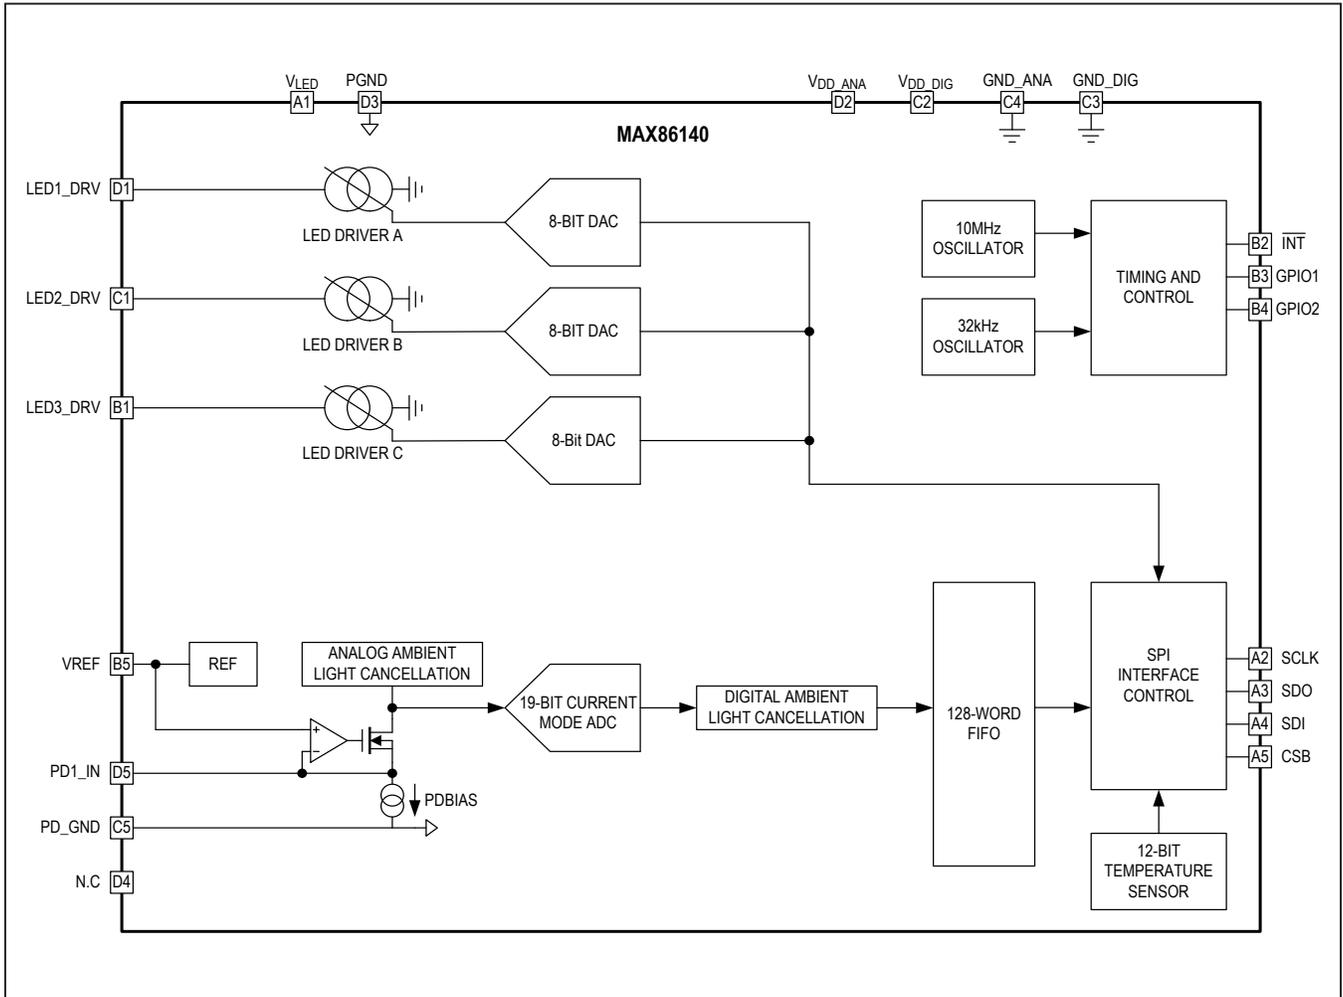 VLED
PGND
VDD_ANA
VDD_DIG
GND_ANA
GND_DIG
A1
D3
D2
C2
C4
C3
MAX86140
LED1_DRV
D1
LED DRIVER A
8-BIT DAC
LED2_DRV
C1
LED DRIVER B
8-BIT DAC
LED3_DRV
B1
LED DRIVER C
8-Bit DAC
10MHz
OSCILLATOR
32kHz
OSCILLATOR
TIMING AND
CONTROL
B2
INT
B3
GPIO1
B4
GPIO2
VREF
B5
REF
ANALOG AMBIENT
LIGHT CANCELLATION
+
−
PD1_IN
D5
PDBIAS
PD_GND
C5
N.C
D4
19-BIT CURRENT
MODE ADC
DIGITAL AMBIENT
LIGHT CANCELLATION
128-WORD
FIFO
SPI
INTERFACE
CONTROL
A2
SCLK
A3
SDO
A4
SDI
A5
CSB
12-BIT
TEMPERATURE
SENSOR